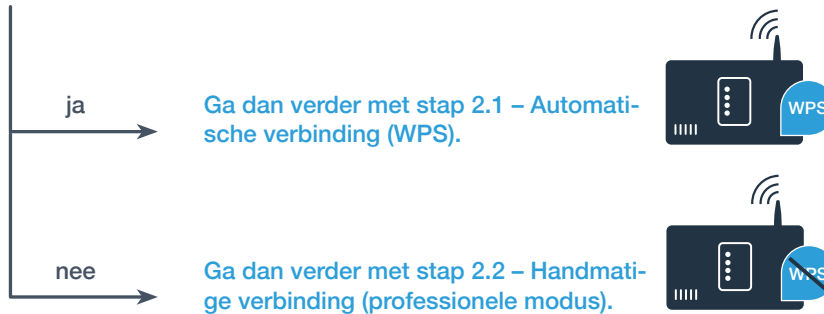 ja
Ga dan verder met stap 2.1 – Automati-
sche verbinding (WPS).
WPS
nee
Ga dan verder met stap 2.2 – Handmati-
ge verbinding (professionele modus).
WPS